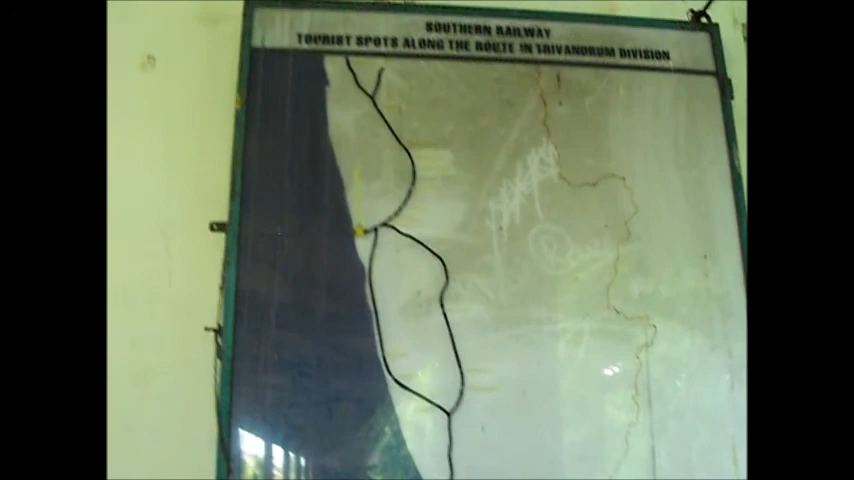 SOUTHERN RAILWAY
TOURIST SPOTS ALONG THE ROUTE IN TRIVANDRUM DIVISION